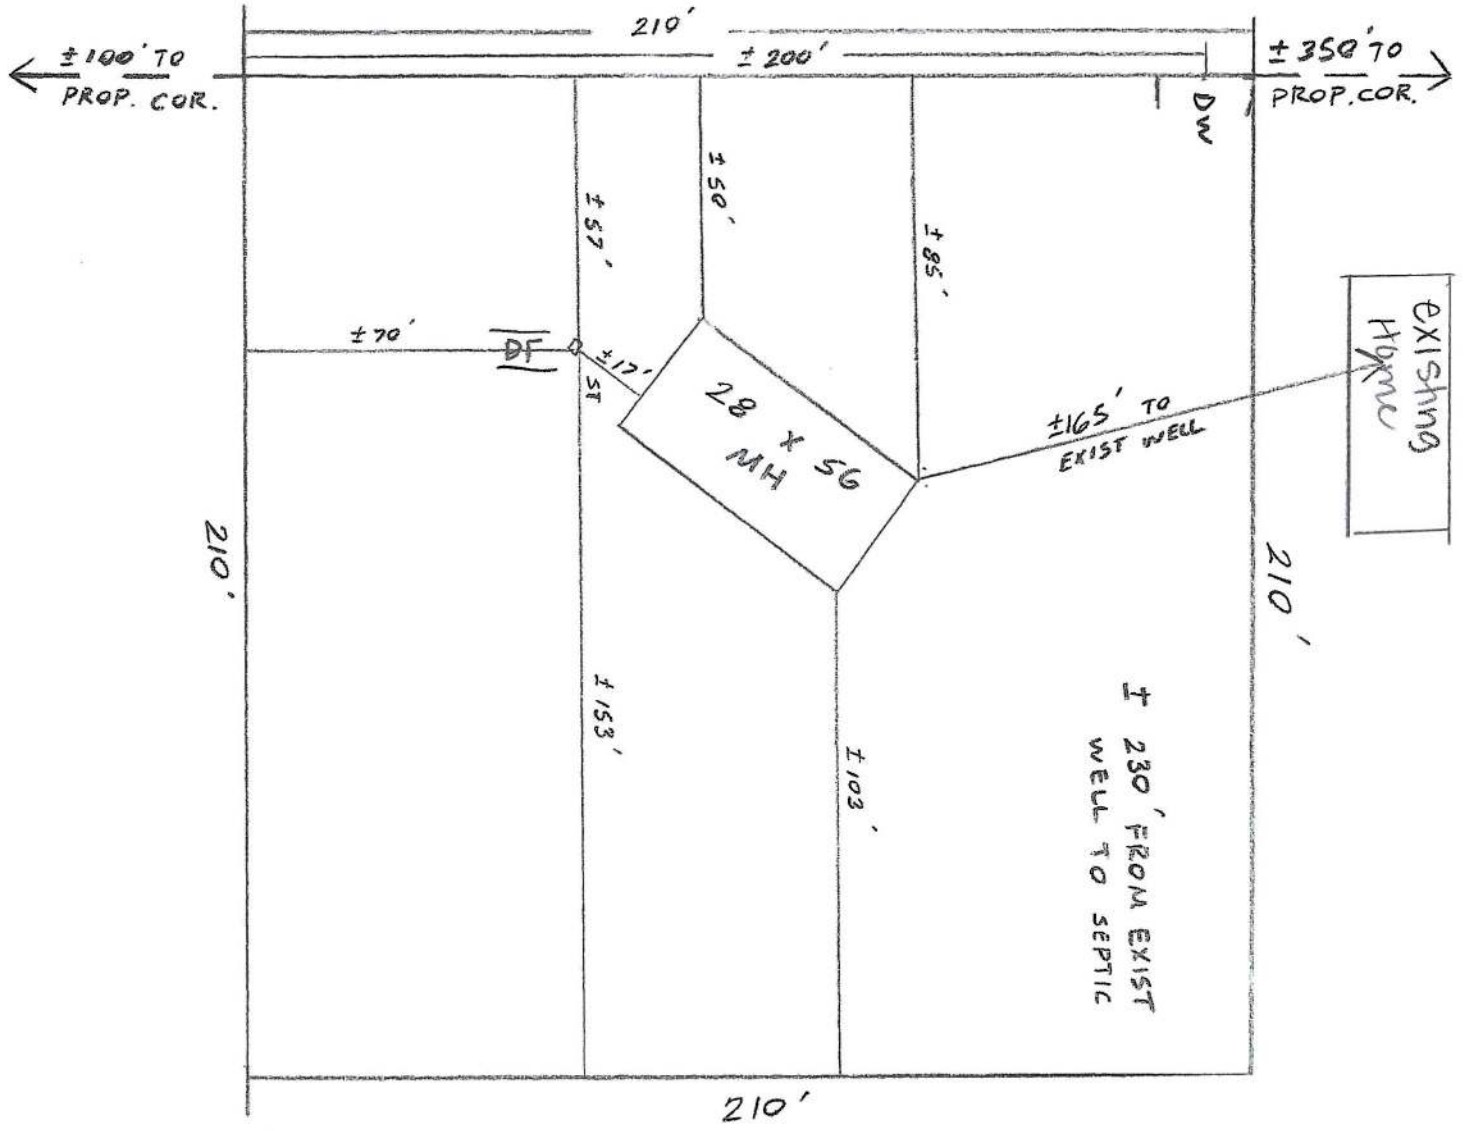 210'
± 200'
± 100' TO
PROP. COR.
± 350' TO
PROP. COR.
DW
± 57'
± 50'
± 85'
± 70'
DF
ST
± 17'
28 x 56
MH
± 165' TO
EXIST WELL
existing
Home
210'
210'
± 153'
± 103'
± 230' FROM EXIST
WELL TO SEPTIC
210'